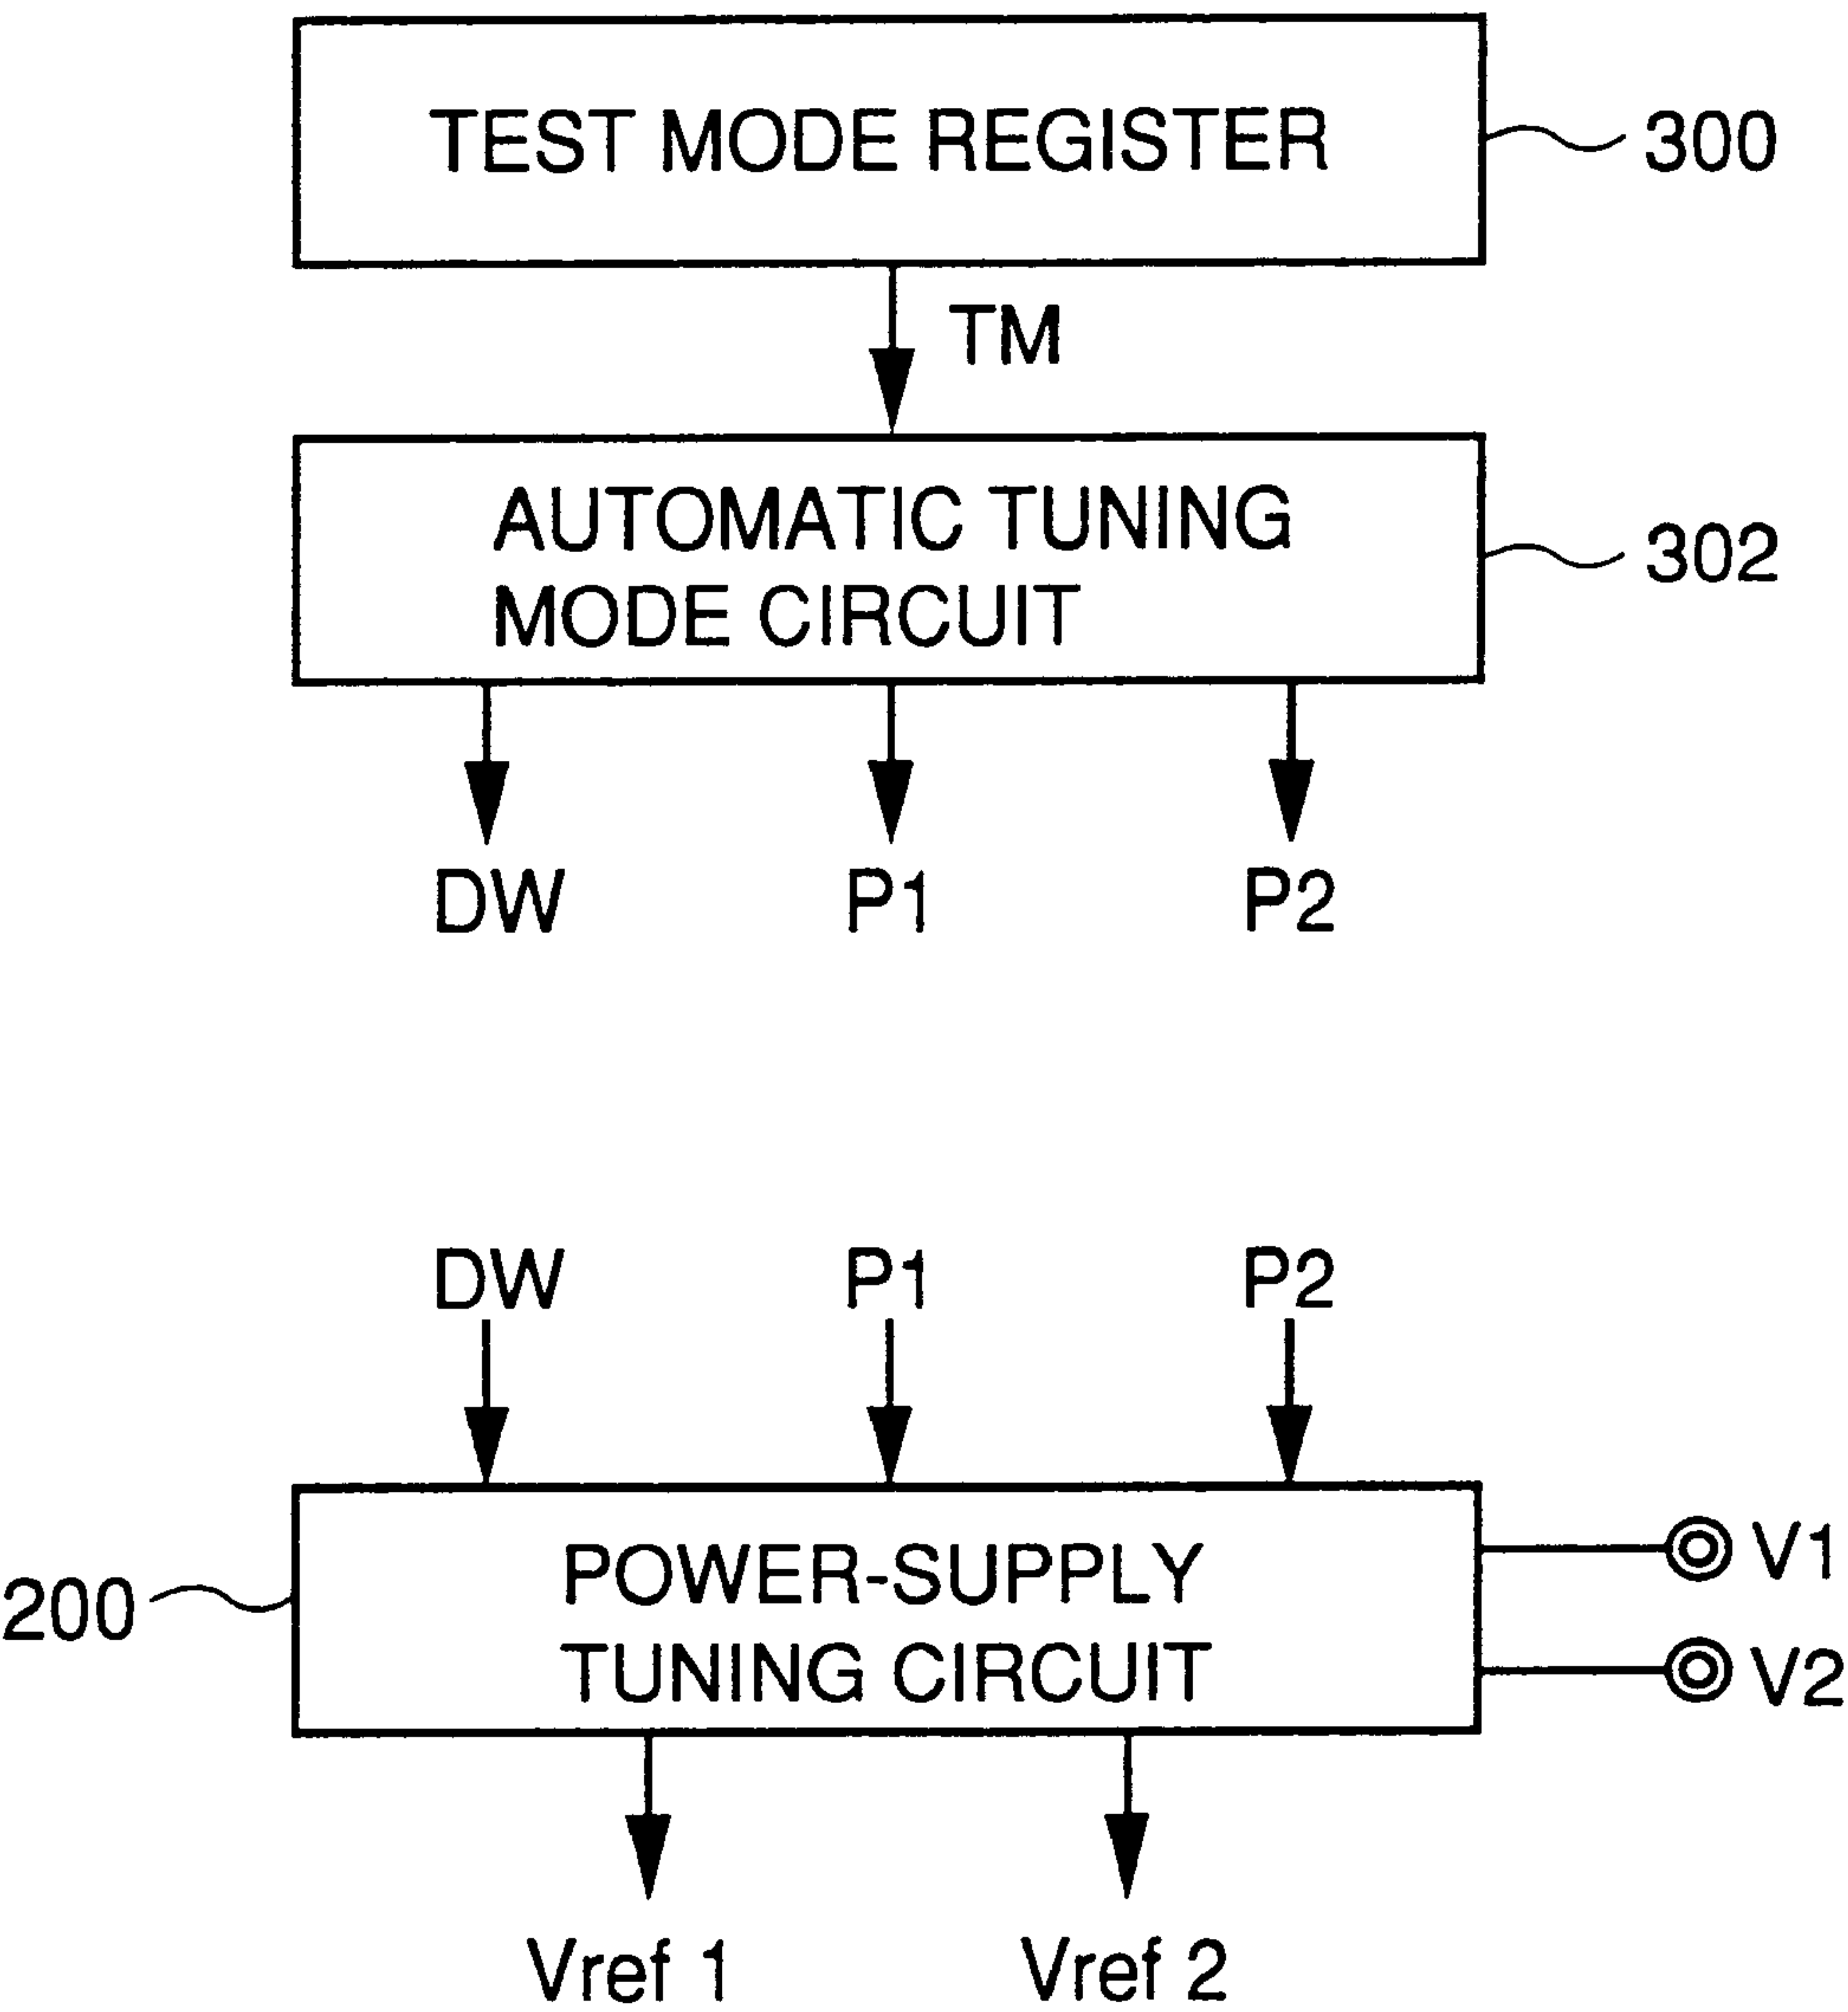 TEST MODE REGISTER
300
TM
AUTOMATIC TUNING
MODE CIRCUIT
302
DW P1 P2
DW P1 P2
POWER-SUPPLY
TUNING CIRCUIT
200
V1
V2
Vref 1 Vref 2